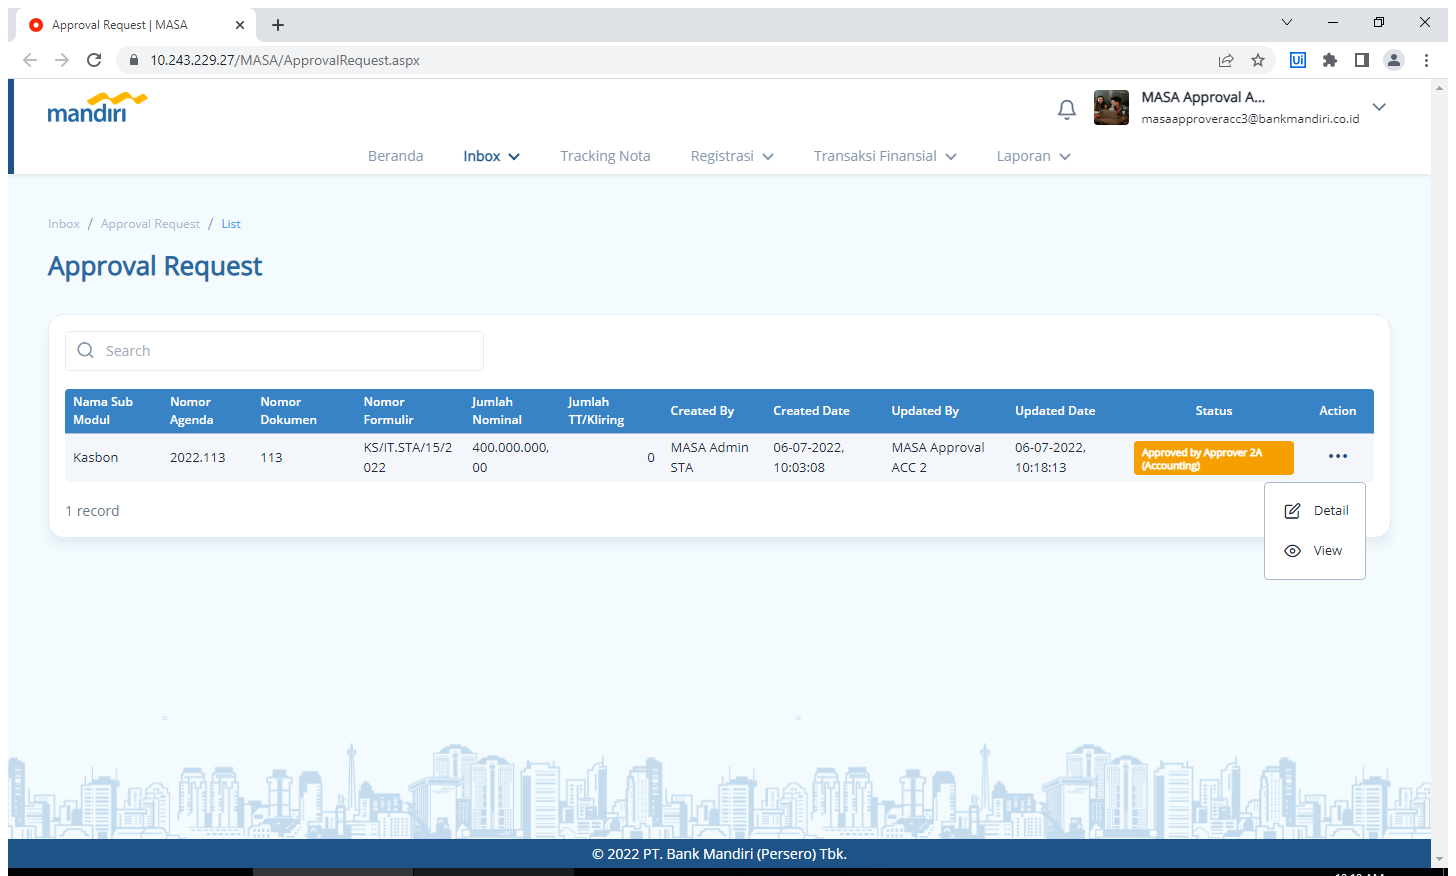 Approval Request | MASA
10.243.229.27/MASA/ApprovalRequest.aspx
Ui
mandiri
MASA Approval A...
masaapproveracc3@bankmandiri.co.id
Beranda Inbox Tracking Nota Registrasi Transaksi Finansial Laporan
Inbox / Approval Request / List
Approval Request
Search
Nama Sub Modul Nomor Agenda Nomor Dokumen Nomor Formulir Jumlah Nominal Jumlah TT/Kliring Created By Created Date Updated By Updated Date Status Action
Kasbon 2022.113 113 KS/IT.STA/15/2022 400.000.000,00 0 MASA Admin STA 06-07-2022, 10:03:08 MASA Approval ACC 2 06-07-2022, 10:18:13 Approved by Approver 2A (Accounting)
1 record
Detail
View
© 2022 PT. Bank Mandiri (Persero) Tbk.